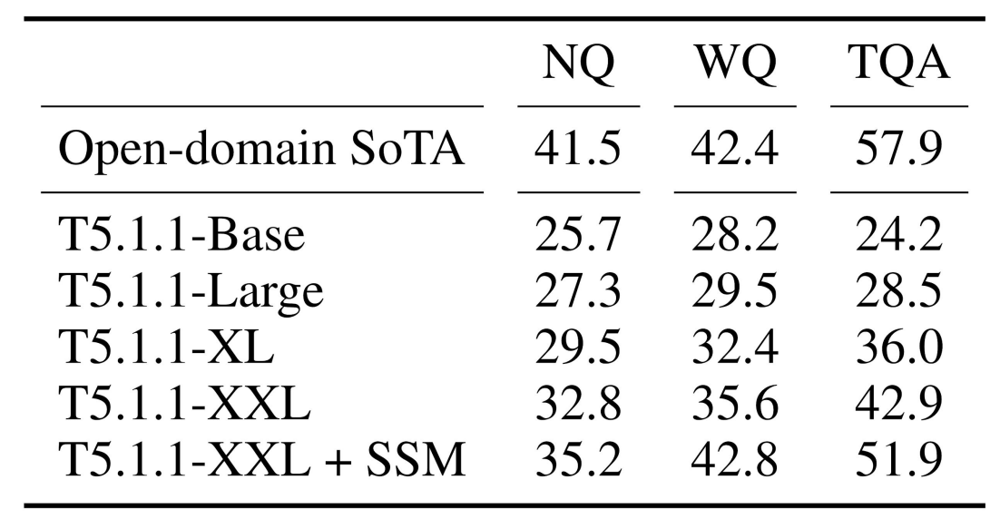 NQ WQ TQA
Open-domain SoTA 41.5 42.4 57.9
T5.1.1-Base 25.7 28.2 24.2
T5.1.1-Large 27.3 29.5 28.5
T5.1.1-XL 29.5 32.4 36.0
T5.1.1-XXL 32.8 35.6 42.9
T5.1.1-XXL + SSM 35.2 42.8 51.9